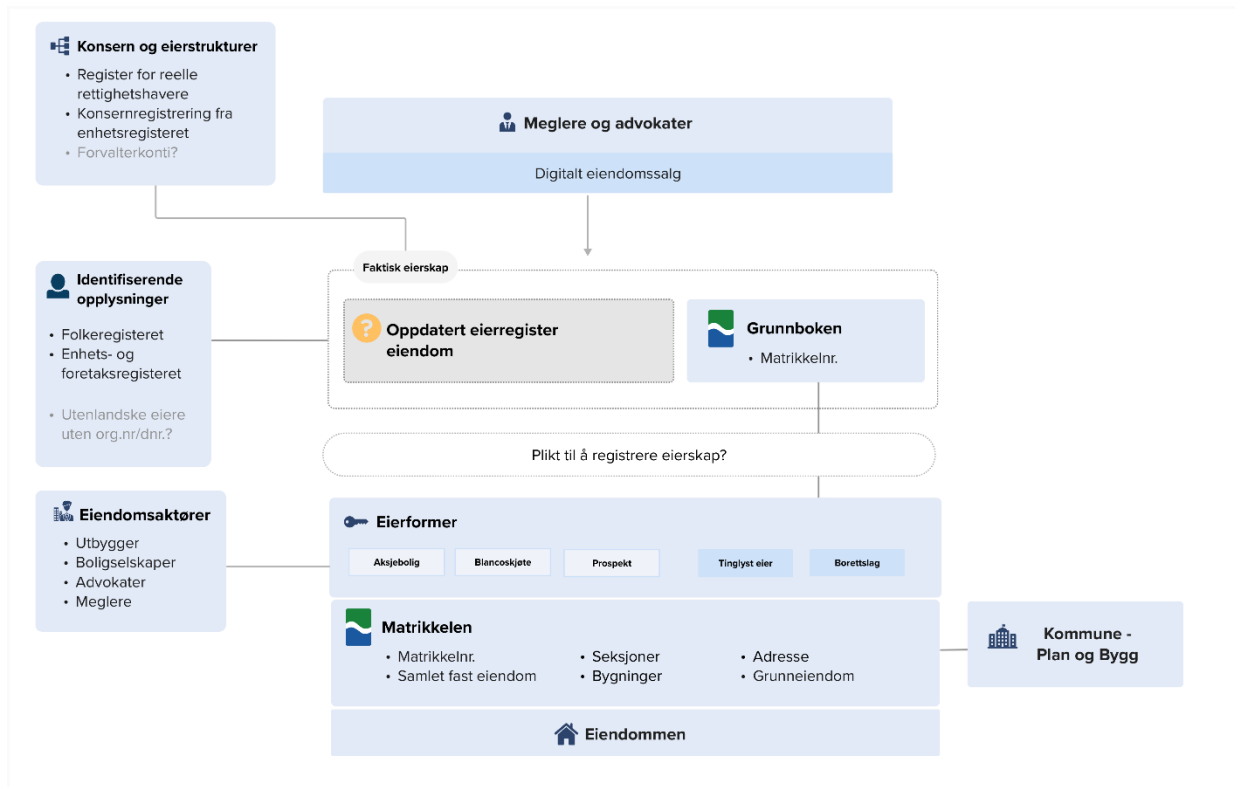 Konsern og eierstrukturer
• Register for reelle
rettighetshavere
• Konsernregistrering fra
enhetsregisteret
• Forvalterkonti?
Meglere og advokater
Digitalt eiendomssalg
Faktisk eierskap
Identifiserende
opplysninger
• Folkeregisteret
• Enhets- og
foretaksregisteret
• Utenlandske eiere
uten org.nr/dnr.?
?
Oppdatert eierregister
eiendom
Grunnboken
• Matrikkelnr.
Plikt til å registrere eierskap?
Eiendomsaktører
• Utbygger
• Boligselskaper
• Advokater
• Meglere
Eierformer
Aksjebolig
Blancoskjøte
Prospekt
Tinglyst eier
Borettslag
Matrikkelen
• Matrikkelnr.
• Samlet fast eiendom
• Seksjoner
• Bygninger
• Adresse
• Grunneiendom
Kommune -
Plan og Bygg
Eiendommen